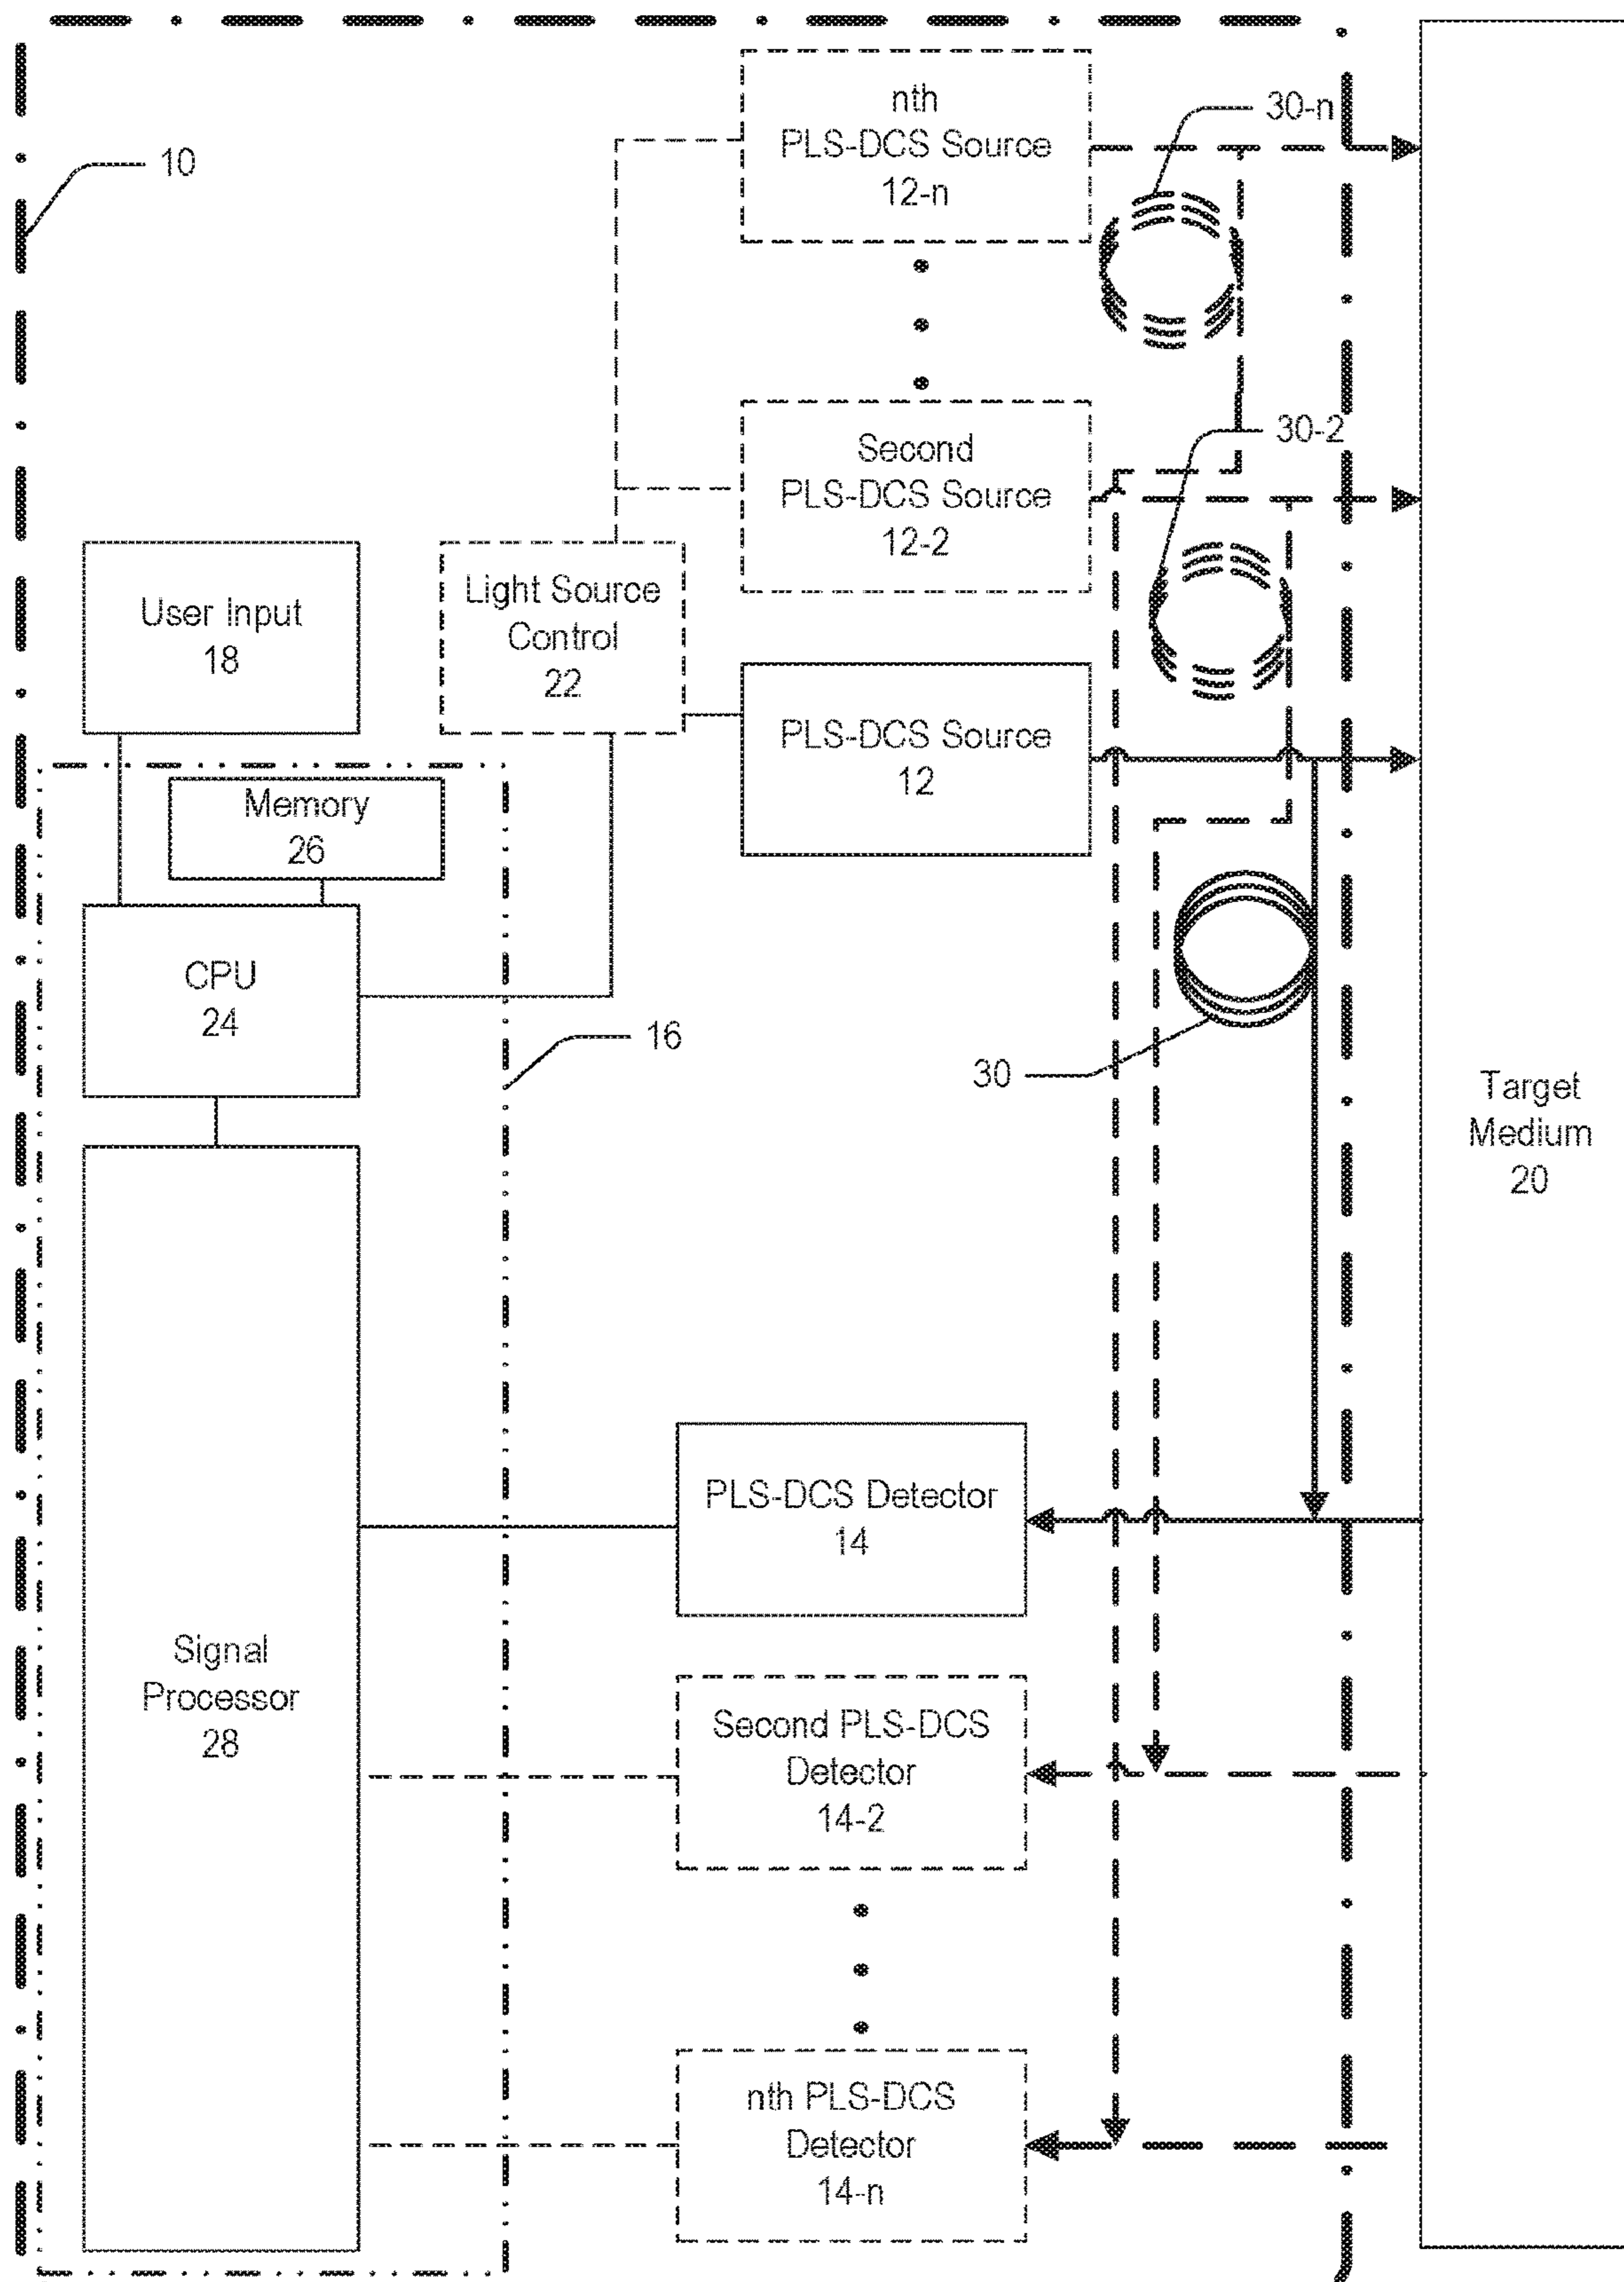 nth
PLS-DCS Source
12-n
30-n
10
Second
PLS-DCS Source
12-2
30-2
User Input
18
Light Source
Control
22
PLS-DCS Source
12
Memory
26
CPU
24
16
30
Target
Medium
20
PLS-DCS Detector
14
Signal
Processor
28
Second PLS-DCS
Detector
14-2
nth PLS-DCS
Detector
14-n